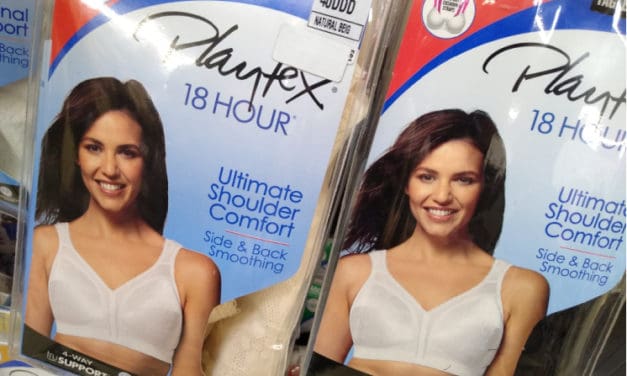 nal
port
& Back
oothing
40DDD
NATURAL BEIG
Playtex
18 HOUR
Ultimate
Shoulder
Comfort
Side & Back
Smoothing
4-WAY
SUPPORT
Playtex
18 HOUR
Ultimate
Shoulder
Comfort
Side & Back
Smoothing